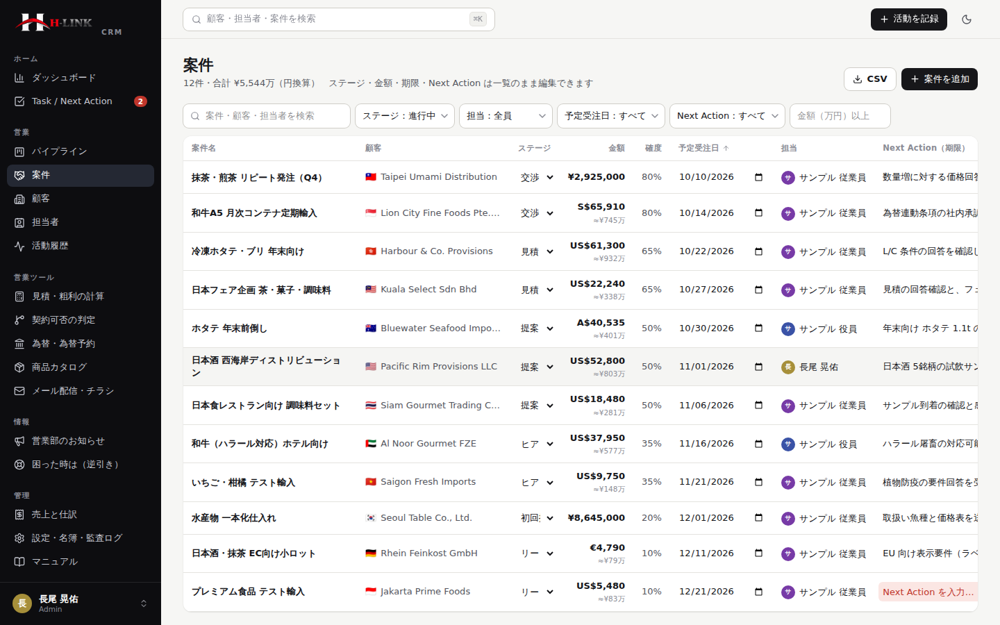 H-LINK CRM
ホーム
ダッシュボード
Task / Next Action 2
営業
パイプライン
案件
顧客
担当者
活動履歴
営業ツール
見積・粗利の計算
契約可否の判定
為替・為替予約
商品カタログ
メール配信・チラシ
情報
営業部のお知らせ
困った時は（逆引き）
管理
売上と仕訳
設定・名簿・監査ログ
マニュアル
長 長尾 晃佑
Admin
顧客・担当者・案件を検索 ⌘K
活動を記録
案件
12件・合計 ¥5,544万（円換算） ステージ・金額・期限・Next Action は一覧のまま編集できます
CSV
案件を追加
案件・顧客・担当者を検索 ステージ：進行中 担当：全員 予定受注日：すべて Next Action：すべて 金額（万円）以上
案件名 顧客 ステージ 金額 確度 予定受注日 ↑ 担当 Next Action（期限）
抹茶・煎茶 リピート発注（Q4） Taipei Umami Distribution 交渉 ¥2,925,000 80% 10/10/2026 サ サンプル 従業員 数量増に対する価格回答
和牛A5 月次コンテナ定期輸入 Lion City Fine Foods Pte.… 交渉 S$65,910 80% 10/14/2026 サ サンプル 従業員 為替連動条項の社内承認
≈¥745万
冷凍ホタテ・ブリ 年末向け Harbour & Co. Provisions 見積 US$61,300 65% 10/22/2026 サ サンプル 従業員 L/C 条件の回答を確認し
≈¥932万
日本フェア企画 茶・菓子・調味料 Kuala Select Sdn Bhd 見積 US$22,240 65% 10/27/2026 サ サンプル 従業員 見積の回答確認と、フェ
≈¥338万
ホタテ 年末前倒し Bluewater Seafood Impo… 提案 A$40,535 50% 10/30/2026 サ サンプル 役員 年末向け ホタテ 1.1t の
≈¥401万
日本酒 西海岸ディストリビューション Pacific Rim Provisions LLC 提案 US$52,800 50% 11/01/2026 長 長尾 晃佑 日本酒 5銘柄の試飲サン
≈¥803万
日本食レストラン向け 調味料セット Siam Gourmet Trading C… 提案 US$18,480 50% 11/06/2026 サ サンプル 従業員 サンプル到着の確認と
≈¥281万
和牛（ハラール対応）ホテル向け Al Noor Gourmet FZE ヒア US$37,950 35% 11/16/2026 サ サンプル 役員 ハラール屠畜の対応可能
≈¥577万
いちご・柑橘 テスト輸入 Saigon Fresh Imports ヒア US$9,750 35% 11/21/2026 サ サンプル 従業員 植物防疫の要件回答を受
≈¥148万
水産物 一本化仕入れ Seoul Table Co., Ltd. 初回 ¥8,645,000 20% 12/01/2026 サ サンプル 従業員 取扱い魚種と価格表を送
日本酒・抹茶 EC向け小ロット Rhein Feinkost GmbH リー €4,790 10% 12/11/2026 サ サンプル 従業員 EU 向け表示要件（ラベ
≈¥79万
プレミアム食品 テスト輸入 Jakarta Prime Foods リー US$5,480 10% 12/21/2026 サ サンプル 従業員 Next Action を入力…
≈¥83万